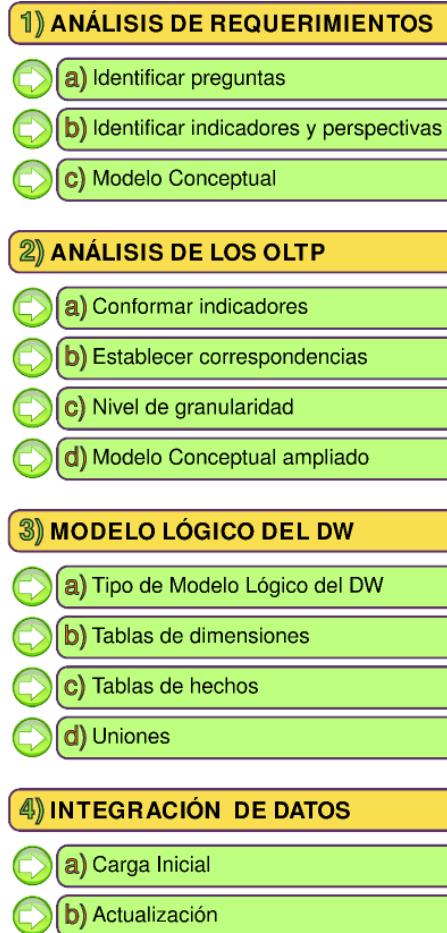 1) ANÁLISIS DE REQUERIMIENTOS
a) Identificar preguntas
b) Identificar indicadores y perspectivas
c) Modelo Conceptual
2) ANÁLISIS DE LOS OLTP
a) Conformar indicadores
b) Establecer correspondencias
c) Nivel de granularidad
d) Modelo Conceptual ampliado
3) MODELO LÓGICO DEL DW
a) Tipo de Modelo Lógico del DW
b) Tablas de dimensiones
c) Tablas de hechos
d) Uniones
4) INTEGRACIÓN DE DATOS
a) Carga Inicial
b) Actualización